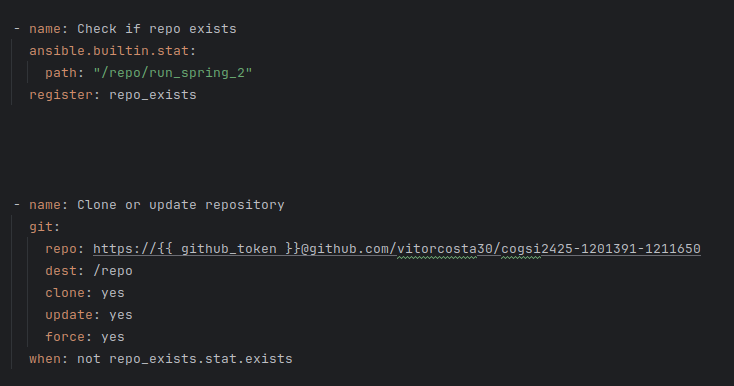 - name: Check if repo exists
  ansible.builtin.stat:
    path: "/repo/run_spring_2"
  register: repo_exists
- name: Clone or update repository
  git:
    repo: https://{{ github_token }}@github.com/vitorcosta30/cogsi2425-1201391-1211650
    dest: /repo
    clone: yes
    update: yes
    force: yes
  when: not repo_exists.stat.exists